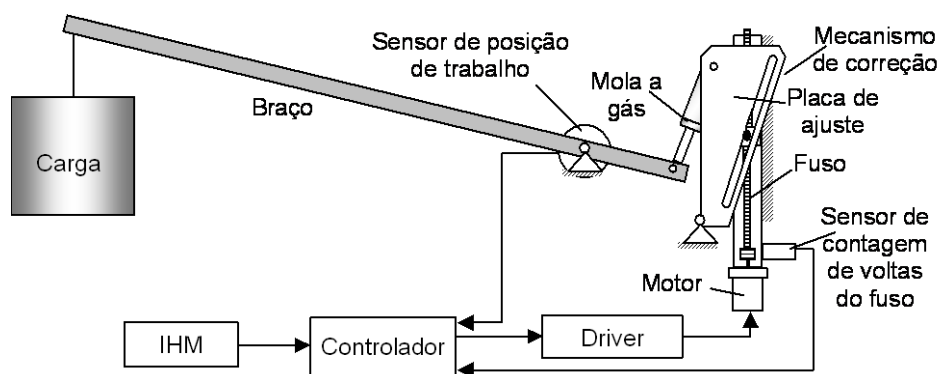 Sensor de posição
de trabalho
Mola a
gás
Mecanismo
de correção
Placa de
ajuste
Braço
Carga
Fuso
Sensor de
contagem
de voltas
do fuso
Motor
IHM
Controlador
Driver